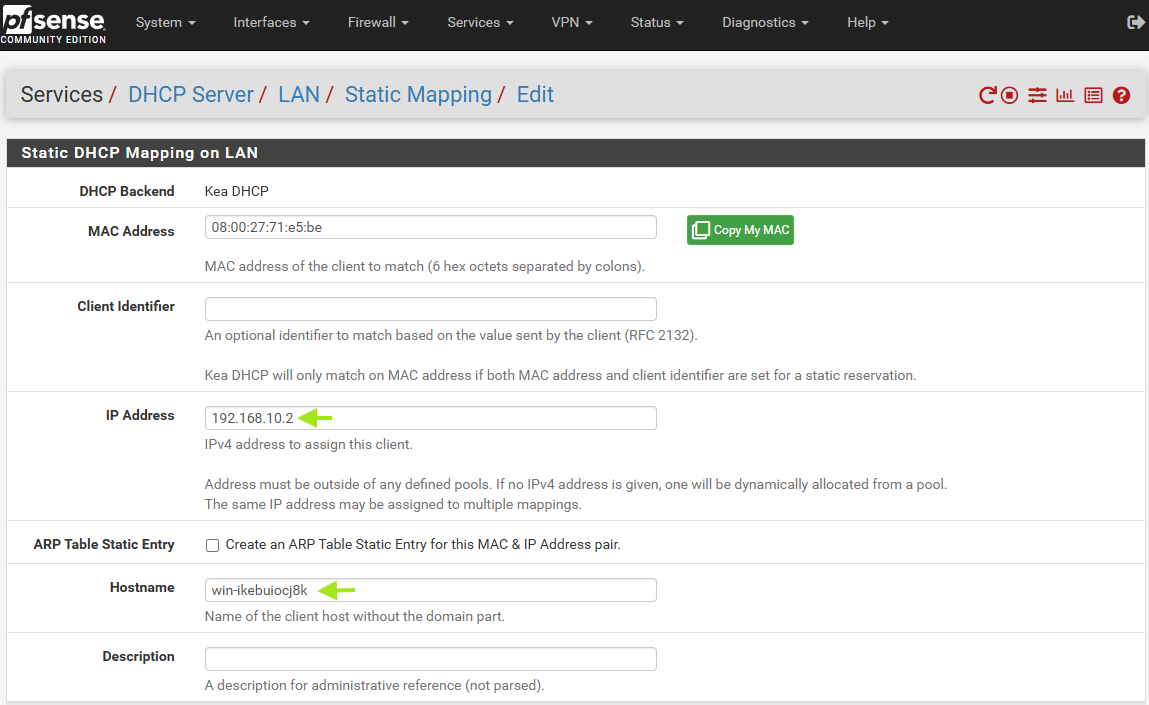 pfsense
COMMUNITY EDITION
System Interfaces Firewall Services VPN Status Diagnostics Help
Services / DHCP Server / LAN / Static Mapping / Edit
Static DHCP Mapping on LAN
DHCP Backend Kea DHCP
MAC Address 08:00:27:71:e5:be Copy My MAC
MAC address of the client to match (6 hex octets separated by colons).
Client Identifier
An optional identifier to match based on the value sent by the client (RFC 2132).
Kea DHCP will only match on MAC address if both MAC address and client identifier are set for a static reservation.
IP Address 192.168.10.2
IPv4 address to assign this client.
Address must be outside of any defined pools. If no IPv4 address is given, one will be dynamically allocated from a pool.
The same IP address may be assigned to multiple mappings.
ARP Table Static Entry Create an ARP Table Static Entry for this MAC & IP Address pair.
Hostname win-ikebuiocj8k
Name of the client host without the domain part.
Description
A description for administrative reference (not parsed).